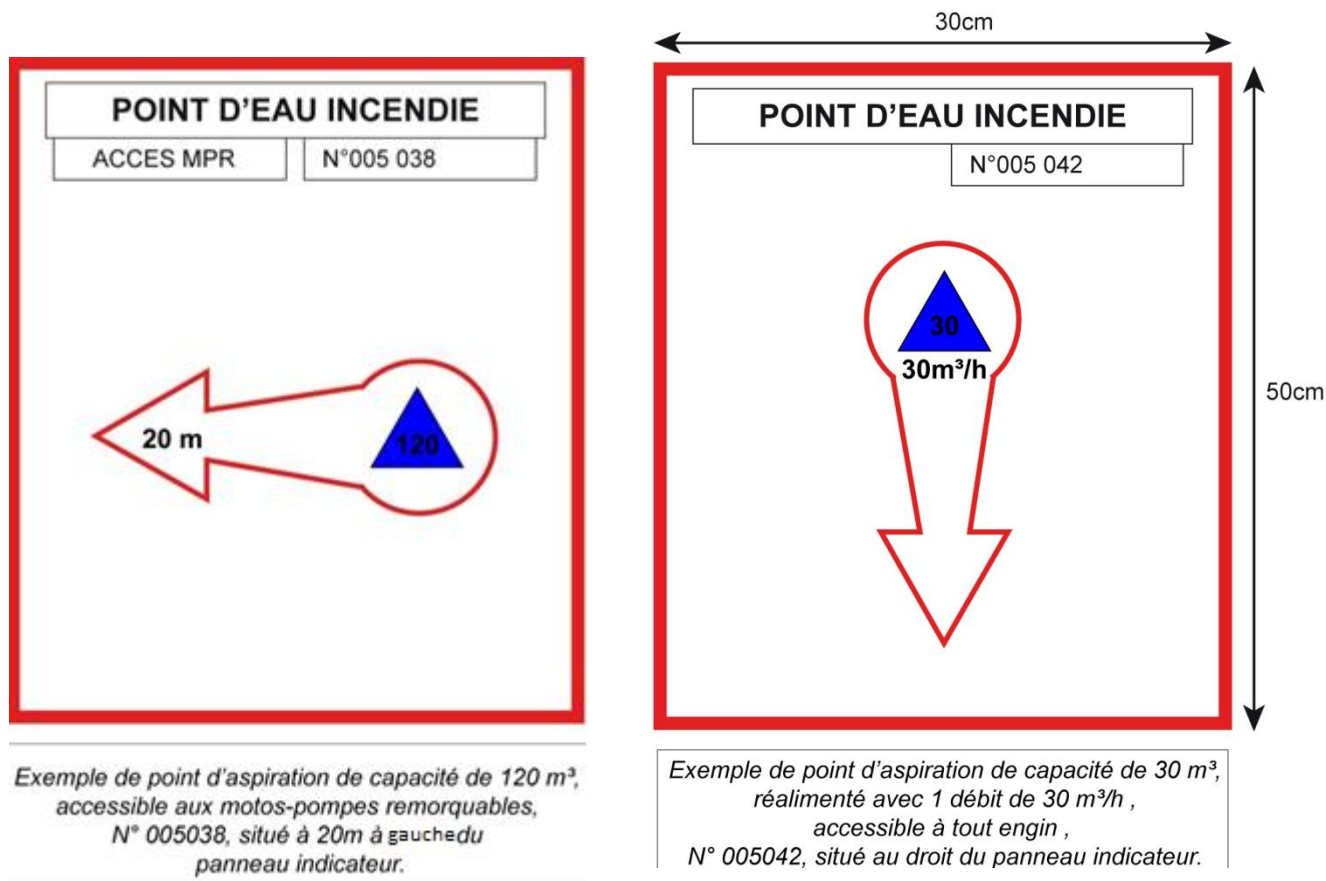 POINT D'EAU INCENDIE
ACCES MPR
N°005 038
20 m
120
Exemple de point d'aspiration de capacité de 120 m³,
accessible aux motos-pompes remorquables,
N° 005038, situé à 20m à gauchedu
panneau indicateur.
30cm
POINT D'EAU INCENDIE
N°005 042
30
30m³/h
50cm
Exemple de point d'aspiration de capacité de 30 m³,
réalimenté avec 1 débit de 30 m³/h ,
accessible à tout engin ,
N° 005042, situé au droit du panneau indicateur.